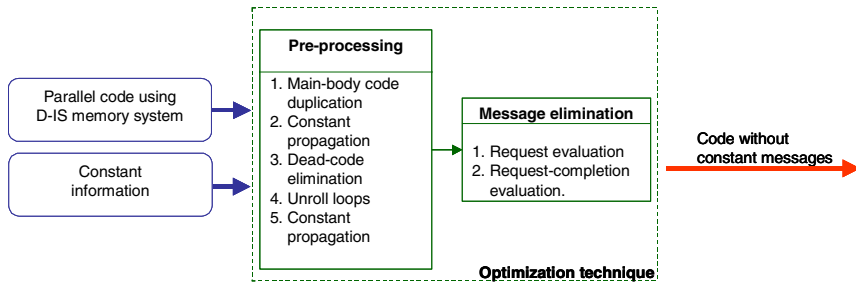 Parallel code using
D-IS memory system
Constant
information
Pre-processing
1. Main-body code
duplication
2. Constant
propagation
3. Dead-code
elimination
4. Unroll loops
5. Constant
propagation
Message elimination
1. Request evaluation
2. Request-completion
evaluation.
Optimization technique
Code without
constant messages